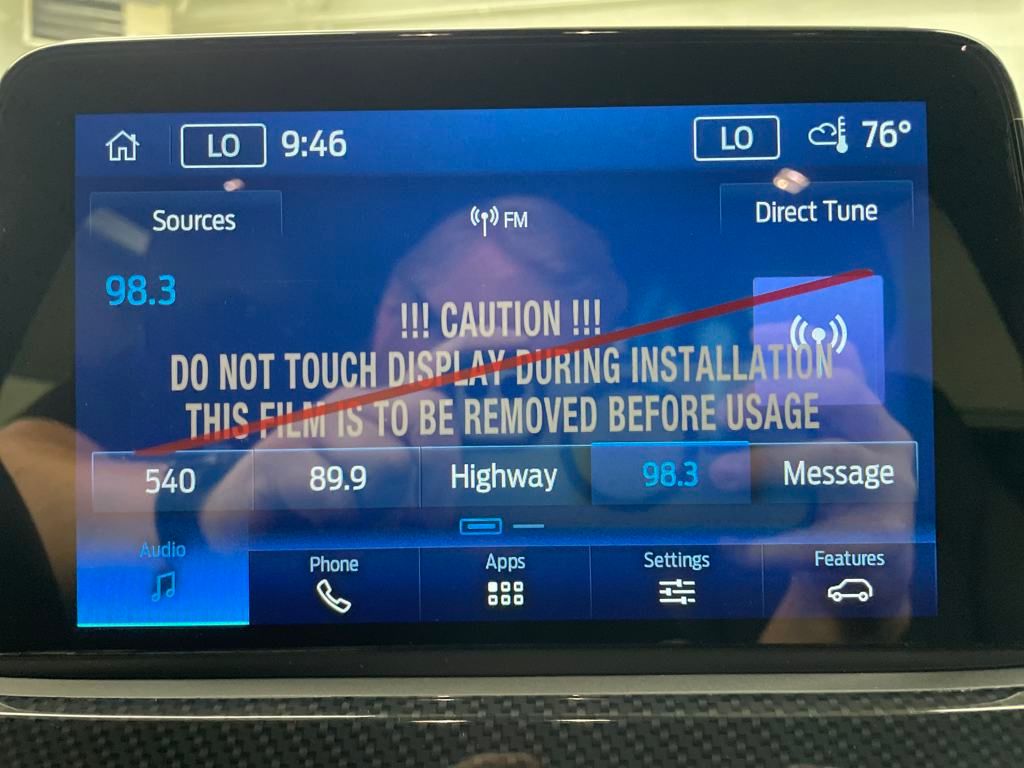 LO 9:46 LO 76°
Sources FM Direct Tune
98.3
!!! CAUTION !!!
DO NOT TOUCH DISPLAY DURING INSTALLATION
THIS FILM IS TO BE REMOVED BEFORE USAGE
540 89.9 Highway 98.3 Message
Audio Phone Apps Settings Features